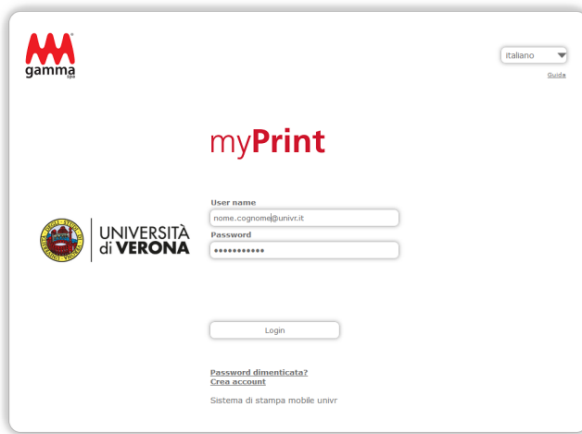 gamma
italiano
Guida
myPrint
User name
nome.cognome@univr.it
UNIVERSITÀ
di VERONA
Password
•••••••••••
Login
Password dimenticata?
Crea account
Sistema di stampa mobile univr